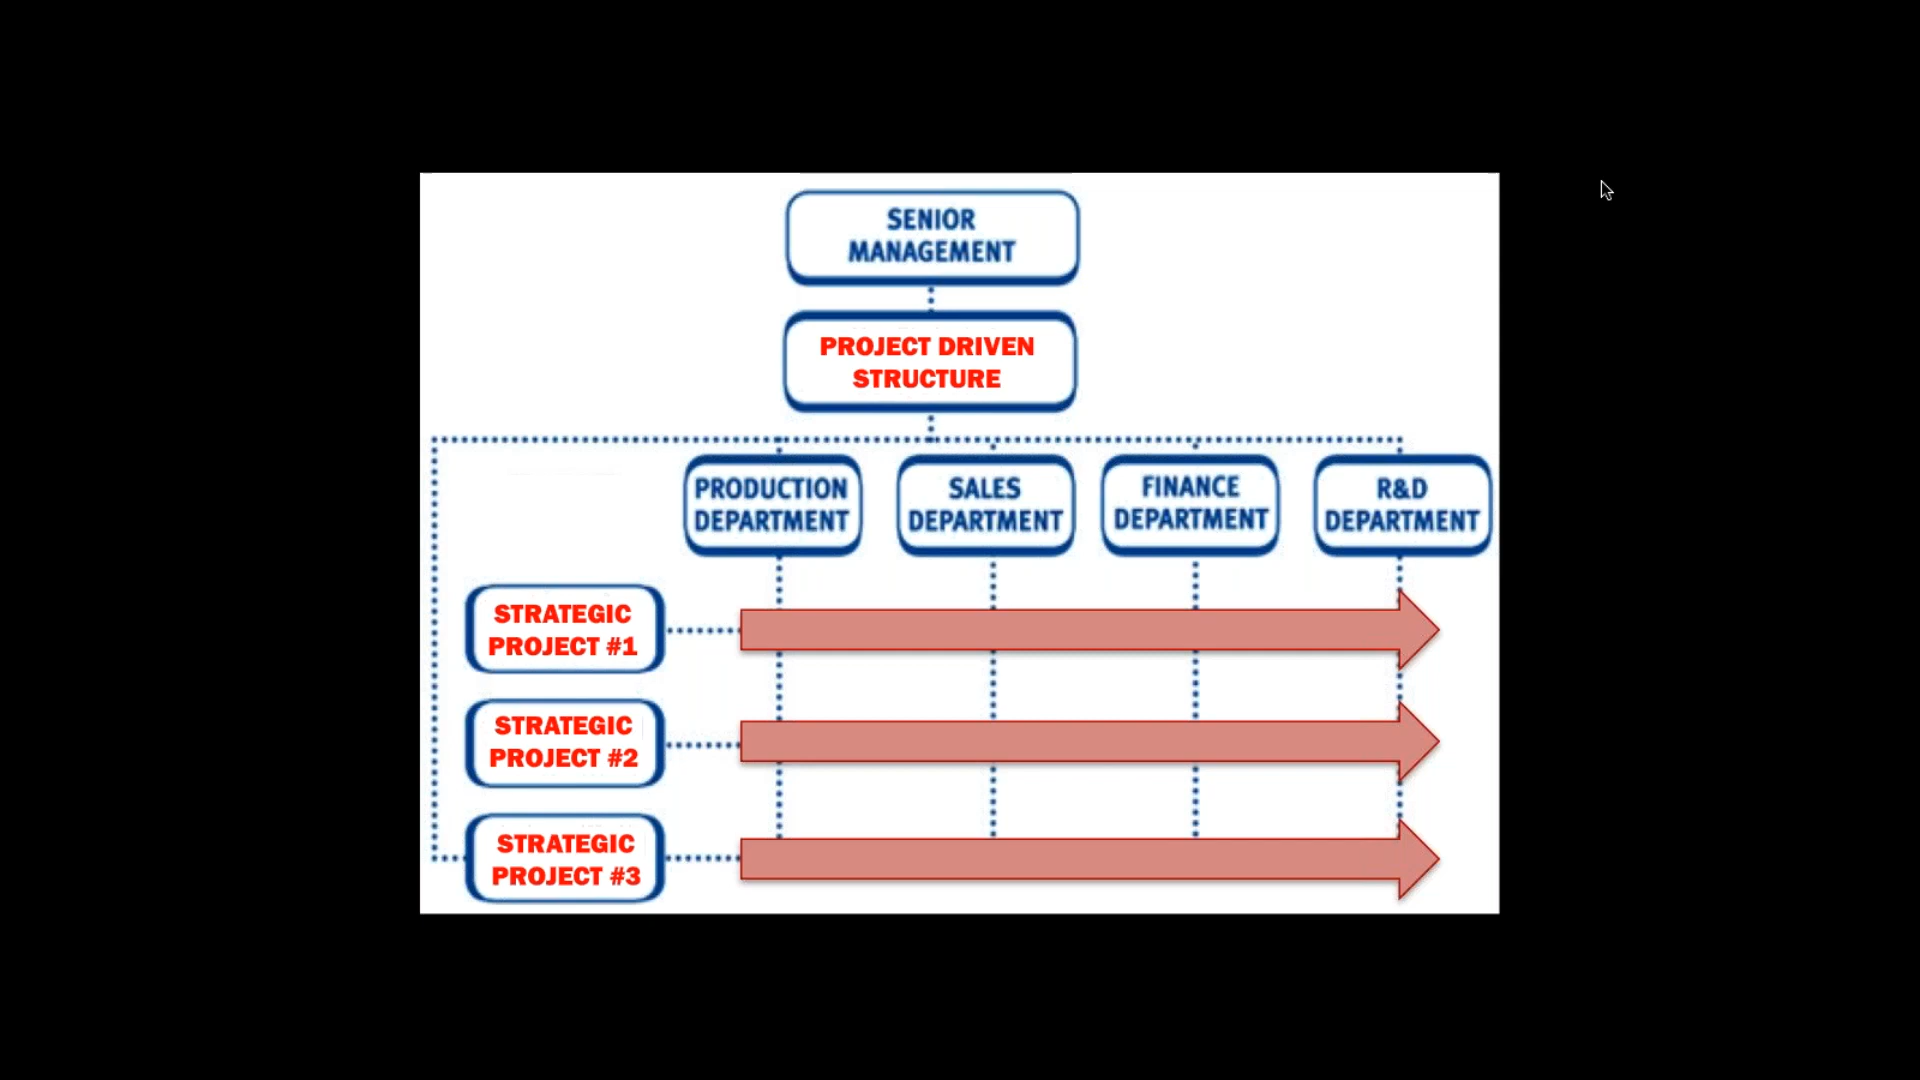 SENIOR
MANAGEMENT
PROJECT DRIVEN
STRUCTURE
PRODUCTION
DEPARTMENT
SALES
DEPARTMENT
FINANCE
DEPARTMENT
R&D
DEPARTMENT
STRATEGIC
PROJECT #1
STRATEGIC
PROJECT #2
STRATEGIC
PROJECT #3